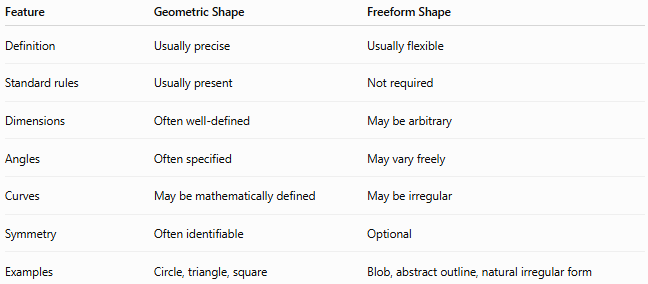 Feature Geometric Shape Freeform Shape
Definition Usually precise Usually flexible
Standard rules Usually present Not required
Dimensions Often well-defined May be arbitrary
Angles Often specified May vary freely
Curves May be mathematically defined May be irregular
Symmetry Often identifiable Optional
Examples Circle, triangle, square Blob, abstract outline, natural irregular form